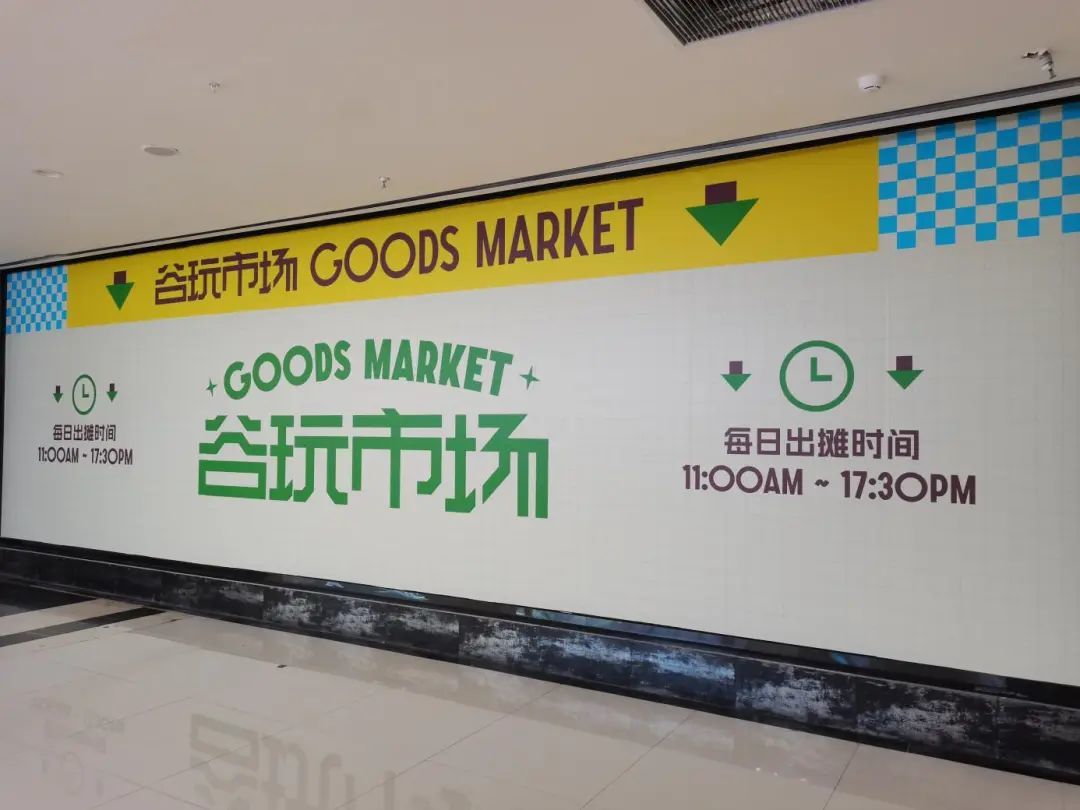 谷玩市场 GOODS MARKET
GOODS MARKET
谷玩市场
每日出摊时间
11:00AM ~ 17:30PM
每日出摊时间
11:00AM ~ 17:30PM